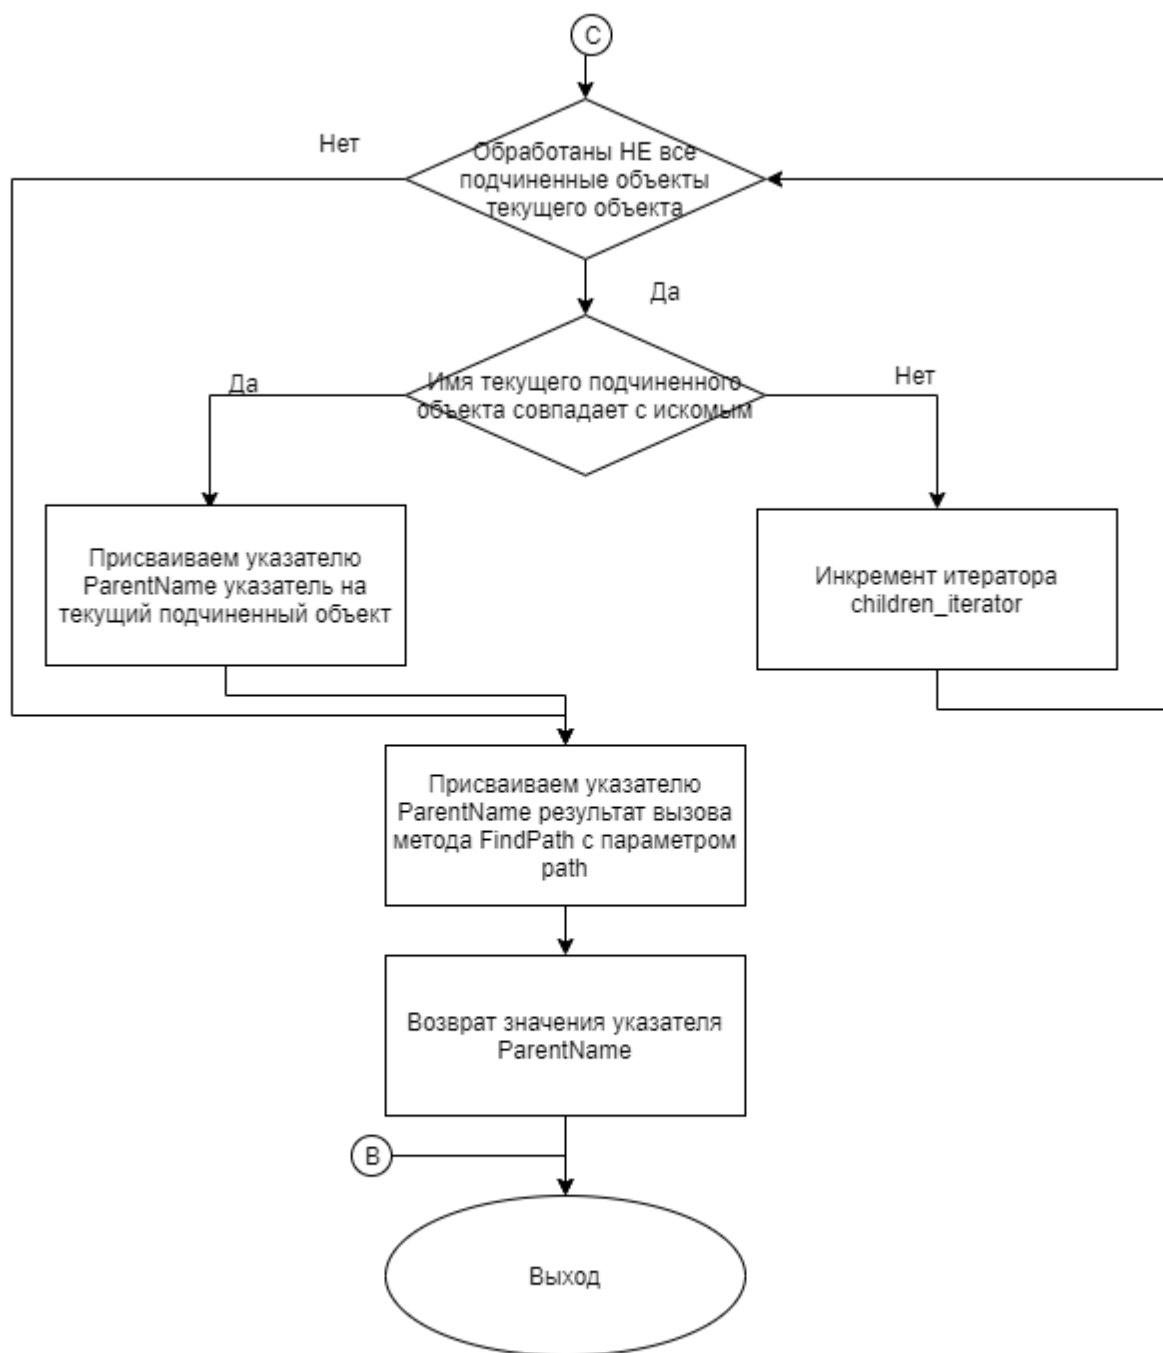 C
Нет
Обработаны НЕ все
подчиненные объекты
текущего объекта
Да
Да
Имя текущего подчиненного
объекта совпадает с искомым
Нет
Присваиваем указателю
ParentName указатель на
текущий подчиненный объект
Инкремент итератора
children_iterator
Присваиваем указателю
ParentName результат вызова
метода FindPath с параметром
path
Возврат значения указателя
ParentName
B
Выход